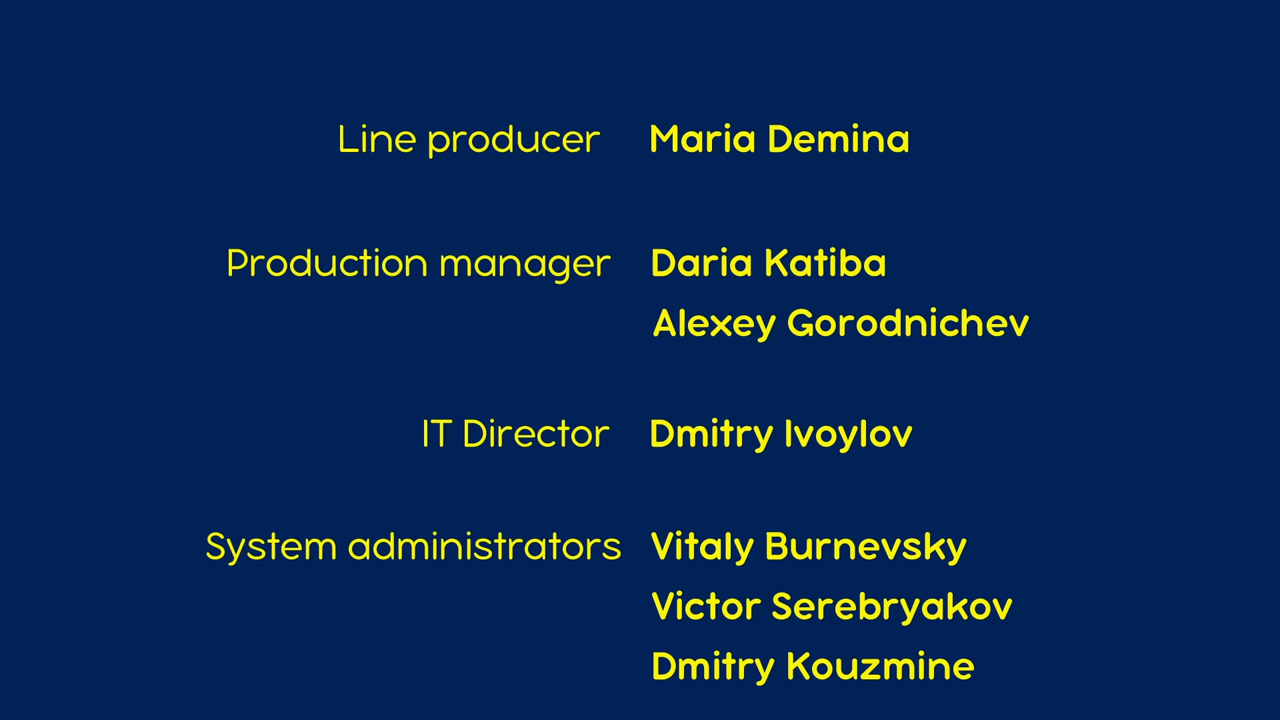 Line producer Maria Demina
Production manager Daria Katiba
Alexey Gorodnichev
IT Director Dmitry Ivoylov
System administrators Vitaly Burnevsky
Victor Serebryakov
Dmitry Kouzmine